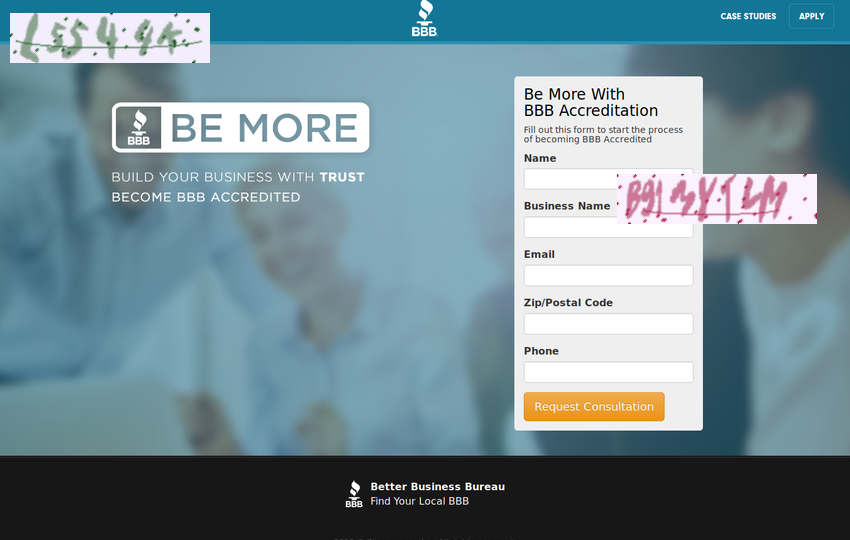 CASE STUDIES
APPLY
BBB.
BBB
BE MORE
BUILD YOUR BUSINESS WITH TRUST
BECOME BBB ACCREDITED
Be More With
BBB Accreditation
Fill out this form to start the process
of becoming BBB Accredited
Name
Business Name
Email
Zip/Postal Code
Phone
Request Consultation
BBB
Better Business Bureau
Find Your Local BBB